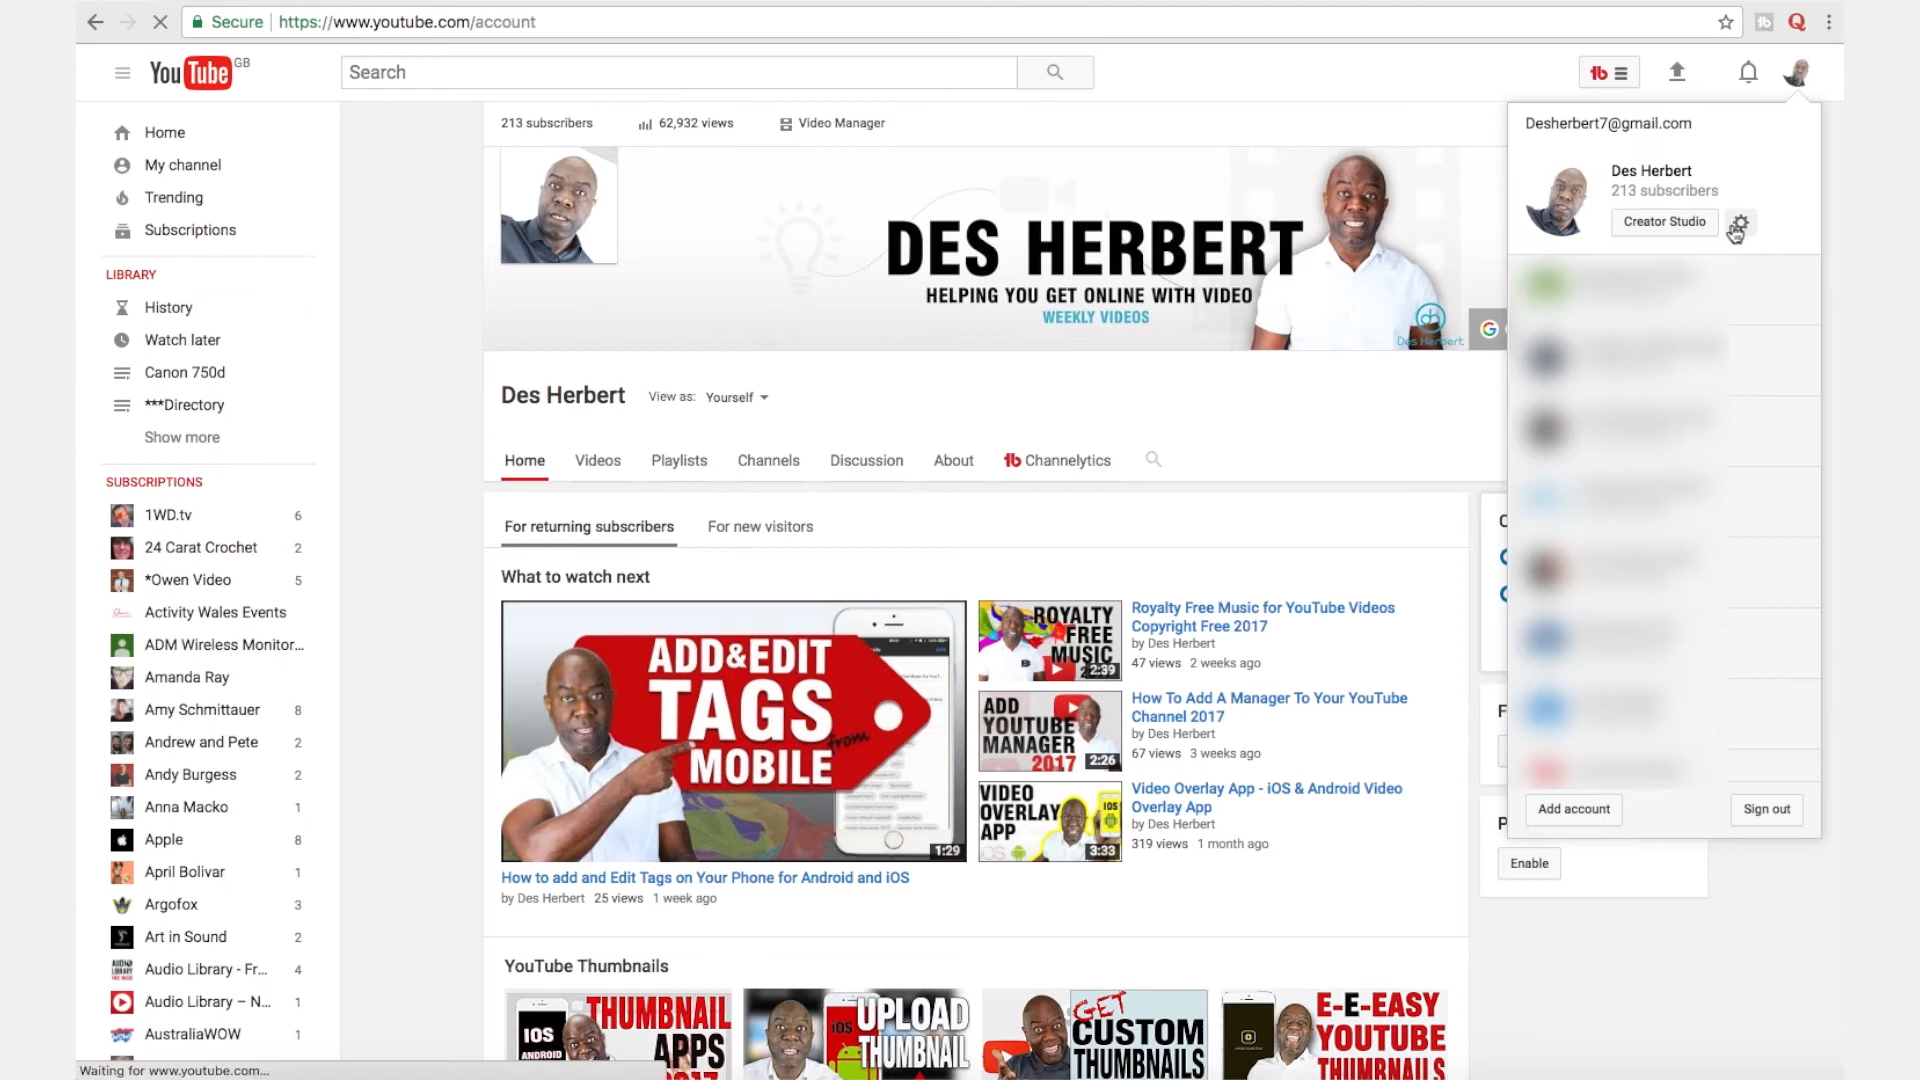 Secure
https://www.youtube.com/account
YouTube GB
Search
Home
My channel
Trending
Subscriptions
LIBRARY
History
Watch later
Canon 750d
***Directory
Show more
SUBSCRIPTIONS
1WD.tv 6
24 Carat Crochet 2
*Owen Video 5
Activity Wales Events
ADM Wireless Monitor...
Amanda Ray
Amy Schmittauer 8
Andrew and Pete 2
Andy Burgess 2
Anna Macko 1
Apple 8
April Bolivar 1
Argofox 3
Art in Sound 2
Audio Library - Fr... 4
Audio Library – N... 1
AustraliaWOW 1
Waiting for www.youtube.com...
213 subscribers 62,932 views Video Manager
DES HERBERT
HELPING YOU GET ONLINE WITH VIDEO
WEEKLY VIDEOS
dh
Des Herbert
Des Herbert View as: Yourself
Home Videos Playlists Channels Discussion About tb Channelytics
For returning subscribers For new visitors
What to watch next
ADD&EDIT
TAGS
from
MOBILE
1:29
How to add and Edit Tags on Your Phone for Android and iOS
by Des Herbert 25 views 1 week ago
ROYALTY
FREE
MUSIC
2:39
Royalty Free Music for YouTube Videos
Copyright Free 2017
by Des Herbert
47 views 2 weeks ago
ADD
YOUTUBE
MANAGER
2017
2:26
How To Add A Manager To Your YouTube
Channel 2017
by Des Herbert
67 views 3 weeks ago
VIDEO
OVERLAY
APP
iOS
iOS
3:33
Video Overlay App - iOS & Android Video
Overlay App
by Des Herbert
319 views 1 month ago
YouTube Thumbnails
IOS
ANDROID
THUMBNAIL
APPS
2017
iOS
UPLOAD
THUMBNAIL
GET
CUSTOM
THUMBNAILS
E-E-EASY
YOUTUBE
THUMBNAILS
tb
Desherbert7@gmail.com
Des Herbert
213 subscribers
Creator Studio
Add account
Sign out
Enable